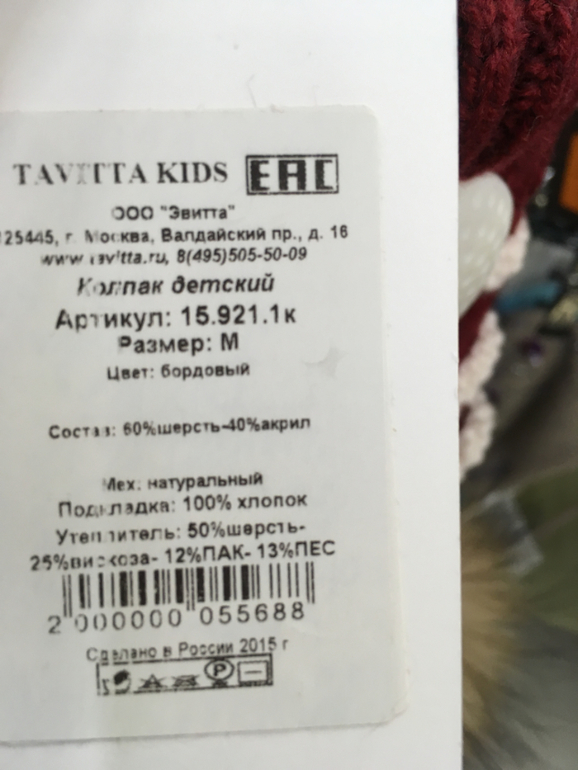 TAVITTA KIDS EAC
ООО "Эвитта"
125445, г. Москва, Валдайский пр., д. 16
www.tavitta.ru, 8(495)505-50-09
Колпак детский
Артикул: 15.921.1к
Размер: М
Цвет: бордовый
Состав: 60%шерсть-40%акрил
Мех: натуральный
Подкладка: 100% хлопок
Утеплитель: 50%шерсть-
25%вискоза- 12%ПАК- 13%ПЕС
2 000000 055688
Сделано в России 2015 г
P